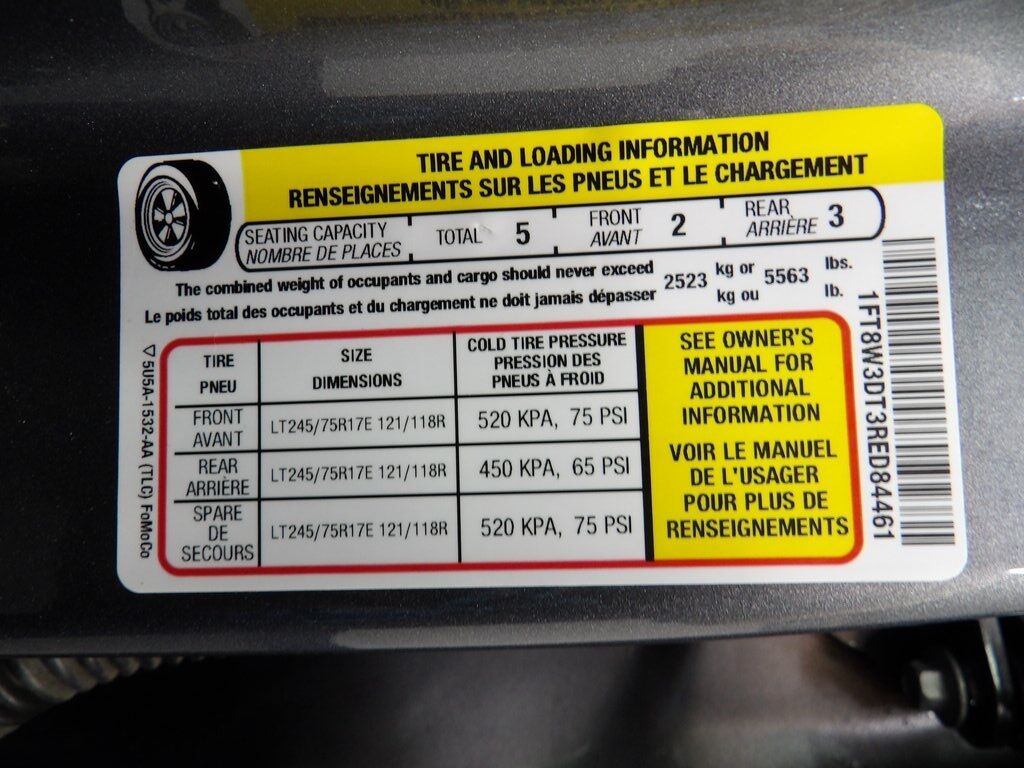 TIRE AND LOADING INFORMATION
RENSEIGNEMENTS SUR LES PNEUS ET LE CHARGEMENT
SEATING CAPACITY
NOMBRE DE PLACES
TOTAL 5
FRONT
AVANT
2
REAR
ARRIÈRE
3
The combined weight of occupants and cargo should never exceed
Le poids total des occupants et du chargement ne doit jamais dépasser
2523
kg or
kg ou
5563
lbs.
lb.
TIRE
PNEU
SIZE
DIMENSIONS
COLD TIRE PRESSURE
PRESSION DES
PNEUS À FROID
FRONT
AVANT
LT245/75R17E 121/118R
520 KPA, 75 PSI
REAR
ARRIÈRE
LT245/75R17E 121/118R
450 KPA, 65 PSI
SPARE
DE
SECOURS
LT245/75R17E 121/118R
520 KPA, 75 PSI
SEE OWNER'S
MANUAL FOR
ADDITIONAL
INFORMATION
VOIR LE MANUEL
DE L'USAGER
POUR PLUS DE
RENSEIGNEMENTS
5U5A-1532-AA (TLC) FoMoCo
1FT8W3DT3RED84461